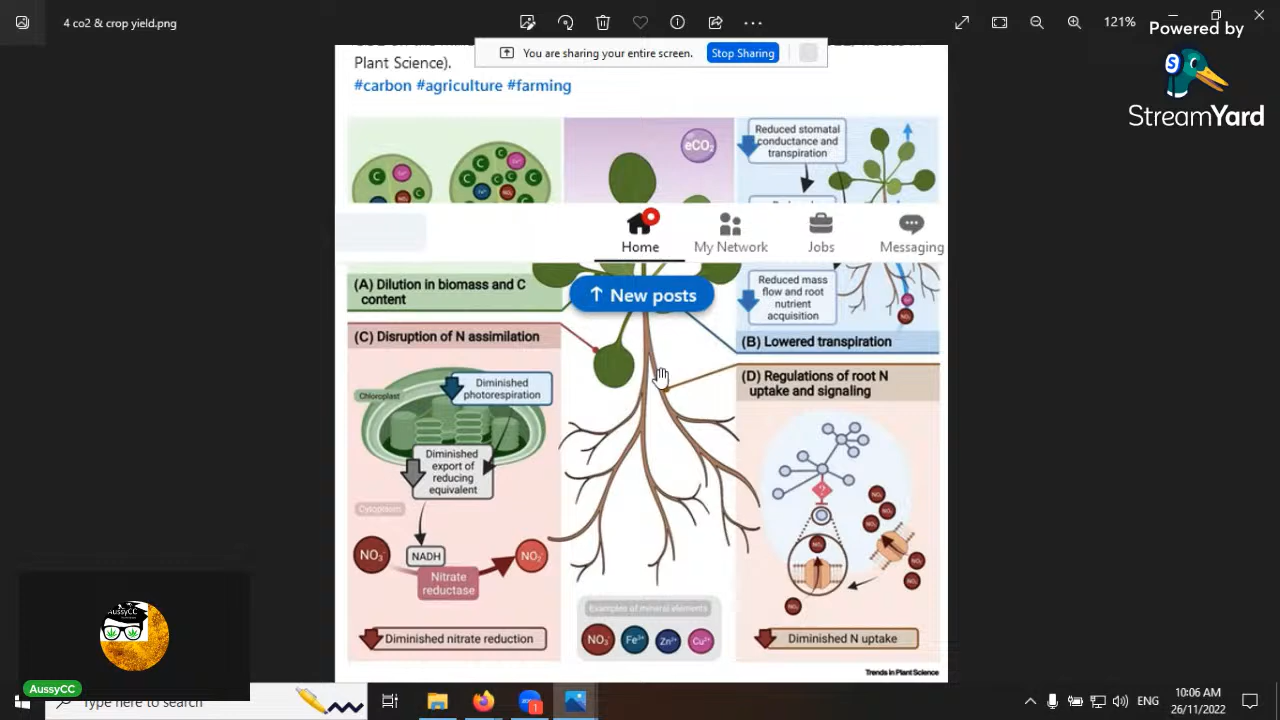 4 co2 & crop yield.png
121%
Powered by
StreamYard
You are sharing your entire screen.
Stop Sharing
Plant Science).
#carbon #agriculture #farming
eCO2
Reduced stomatal
conductance and
transpiration
C
C
Home
My Network
Jobs
Messaging
New posts
(A) Dilution in biomass and C
content
Reduced mass
flow and root
nutrient
acquisition
(B) Lowered transpiration
(C) Disruption of N assimilation
Chloroplast
Diminished
photorespiration
Diminished
export of
reducing
equivalent
Cytoplasm
NO3-
NADH
NO2-
Nitrate
reductase
Diminished nitrate reduction
(D) Regulations of root N
uptake and signaling
?
Diminished N uptake
Examples of mineral elements
NO3-
Fe2+
Zn2+
Cu2+
Trends in Plant Science
AussyCC
AussyCC
Type here to search
ENG
10:06 AM
26/11/2022